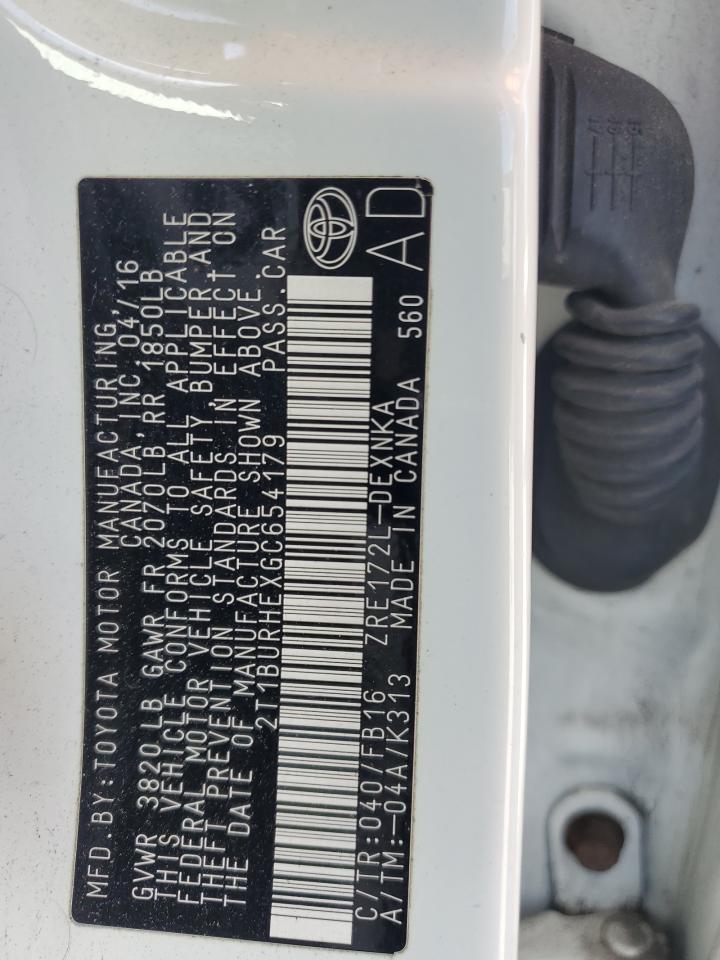 MFD.BY:TOYOTA MOTOR MANUFACTURING,
CANADA, INC.04/16
GVWR 3820LB GAWR FR 2070LB, RR 1850LB
THIS VEHICLE CONFORMS TO ALL APPLICABLE
FEDERAL MOTOR VEHICLE SAFETY, BUMPER AND
THEFT PREVENTION STANDARDS IN EFFECT ON
THE DATE OF MANUFACTURE SHOWN ABOVE
2T1BURHEXGC654179 PASS.CAR
C/TR:040/FB16 ZRE172L-DEXNKA
A/TM:-04A/K313 MADE IN CANADA 560 AD